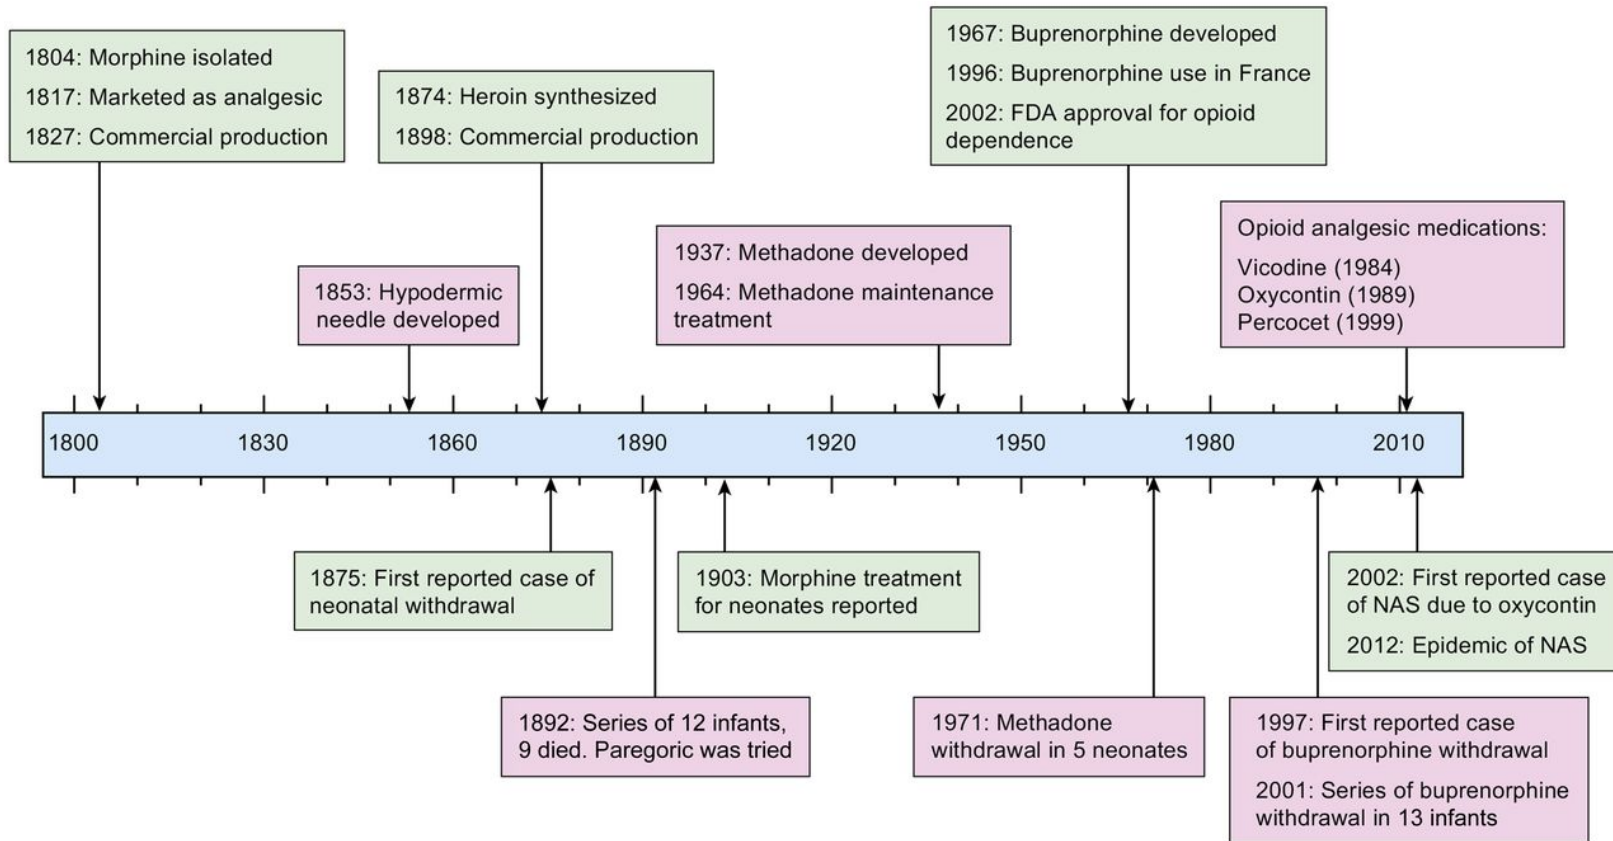 1804: Morphine isolated
1817: Marketed as analgesic
1827: Commercial production
1874: Heroin synthesized
1898: Commercial production
1967: Buprenorphine developed
1996: Buprenorphine use in France
2002: FDA approval for opioid
dependence
1853: Hypodermic
needle developed
1937: Methadone developed
1964: Methadone maintenance
treatment
Opioid analgesic medications:
Vicodine (1984)
Oxycontin (1989)
Percocet (1999)
1800 1830 1860 1890 1920 1950 1980 2010
1875: First reported case of
neonatal withdrawal
1903: Morphine treatment
for neonates reported
2002: First reported case
of NAS due to oxycontin
2012: Epidemic of NAS
1892: Series of 12 infants,
9 died. Paregoric was tried
1971: Methadone
withdrawal in 5 neonates
1997: First reported case
of buprenorphine withdrawal
2001: Series of buprenorphine
withdrawal in 13 infants